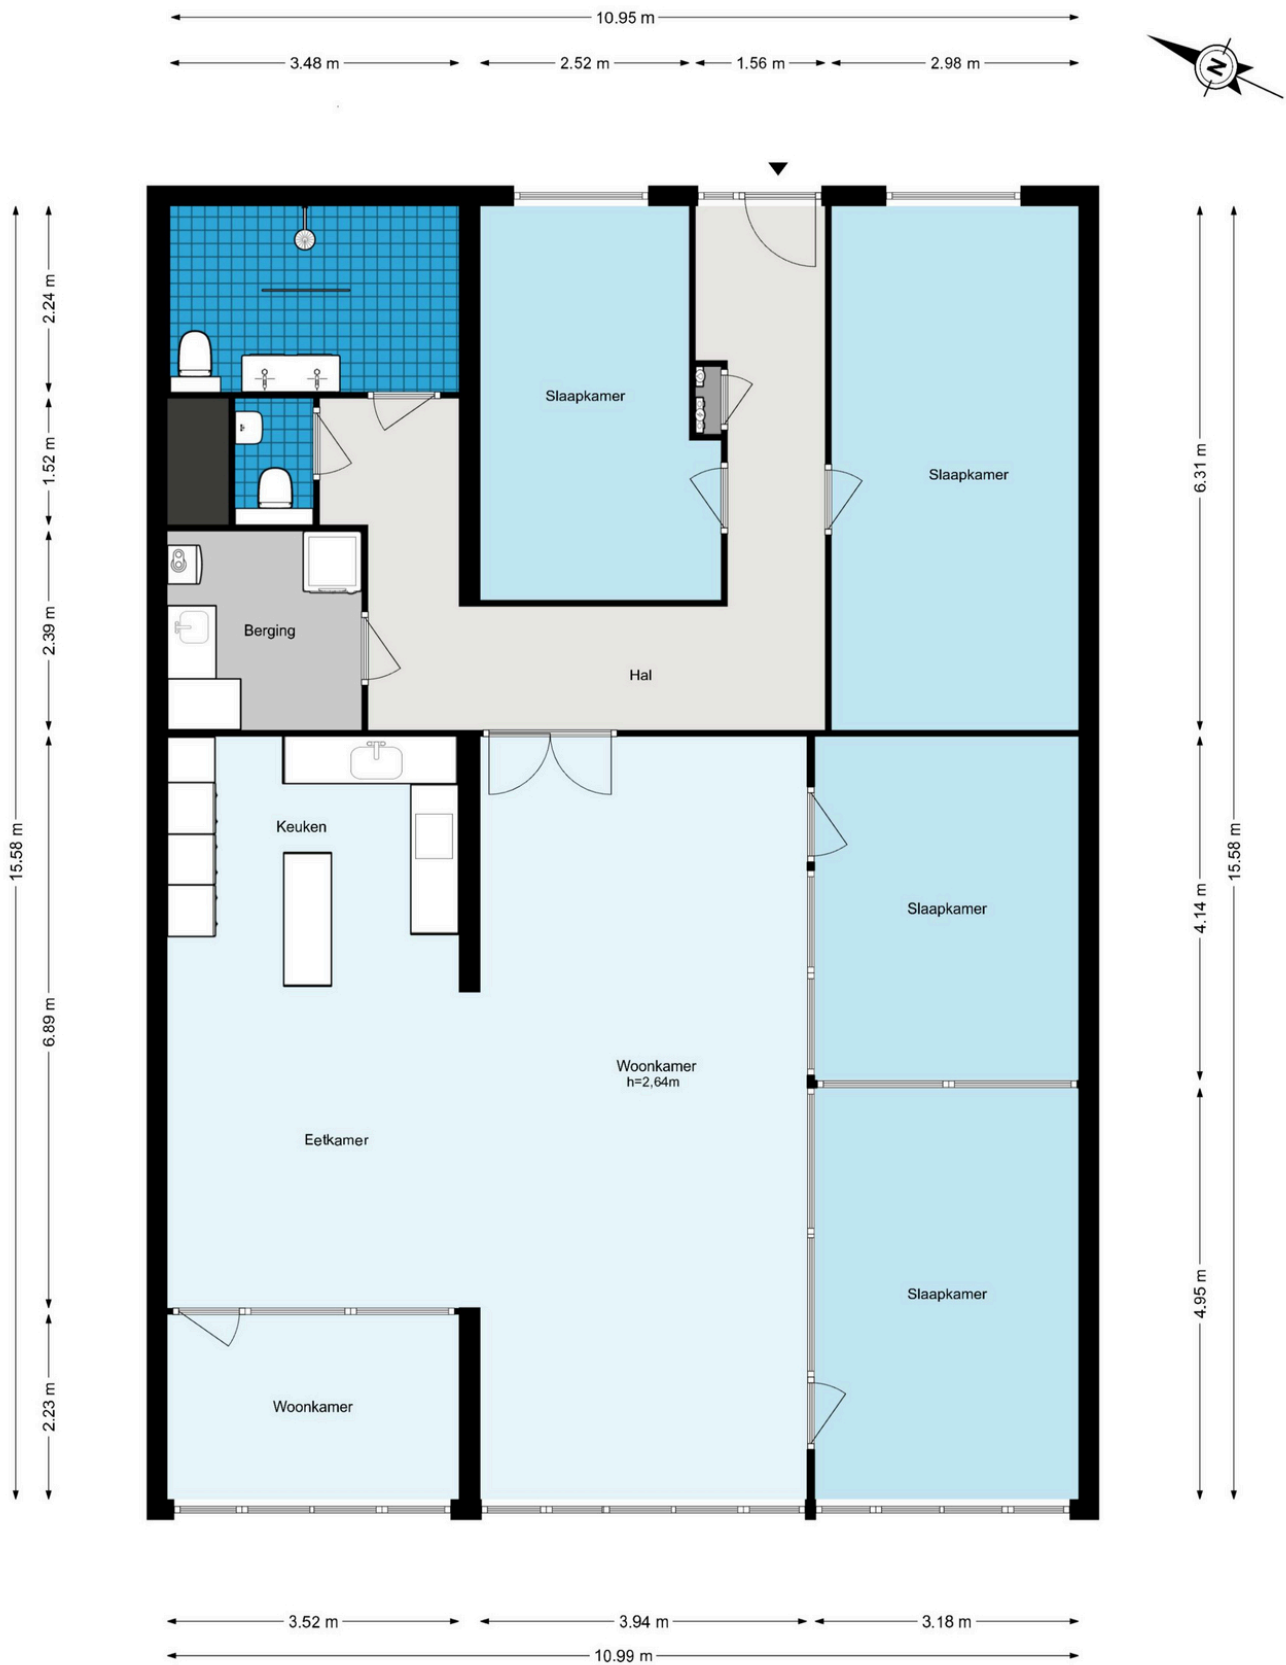 10.95 m
3.48 m
2.52 m
1.56 m
2.98 m
N
2.24 m
1.52 m
2.39 m
6.89 m
2.23 m
15.58 m
6.31 m
4.14 m
4.95 m
15.58 m
Slaapkamer
Slaapkamer
Berging
Hal
Keuken
Slaapkamer
Woonkamer
h=2,64m
Eetkamer
Slaapkamer
Woonkamer
3.52 m
3.94 m
3.18 m
10.99 m